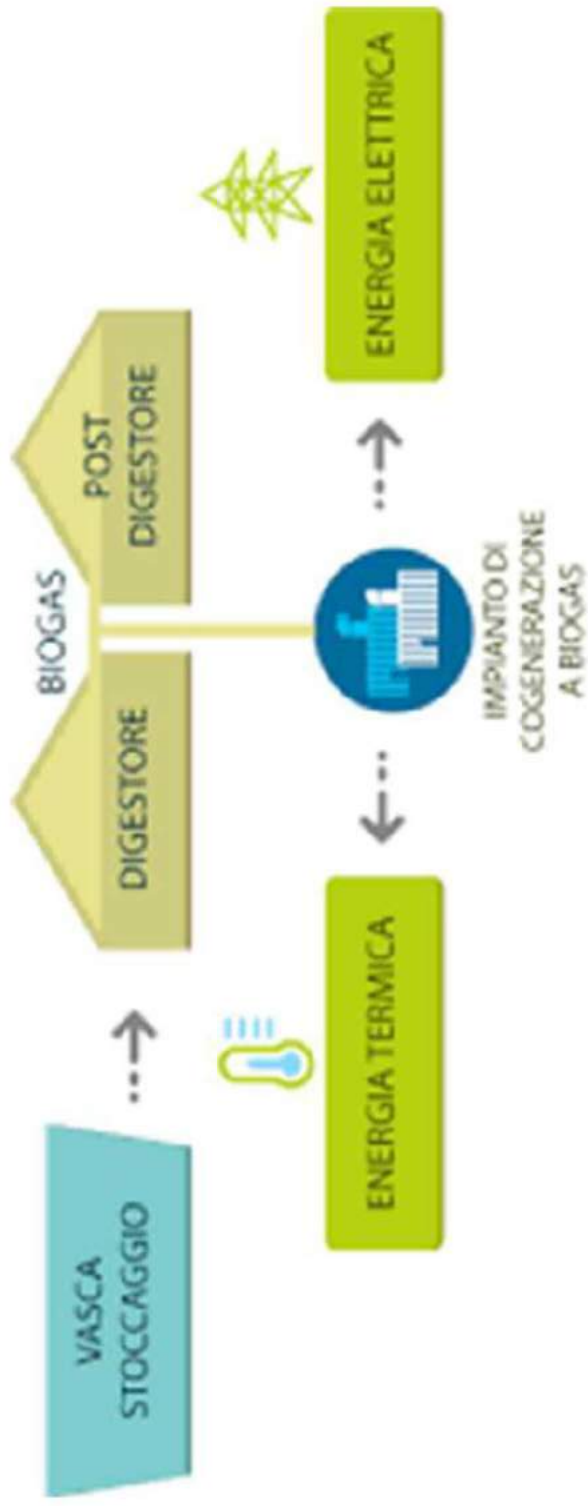 VASCA
STOCCAGGIO
DIGESTORE
BIOGAS
POST
DIGESTORE
ENERGIA TERMICA
IMPIANTO DI
COGENERAZIONE
A BIOGAS
ENERGIA ELETTRICA